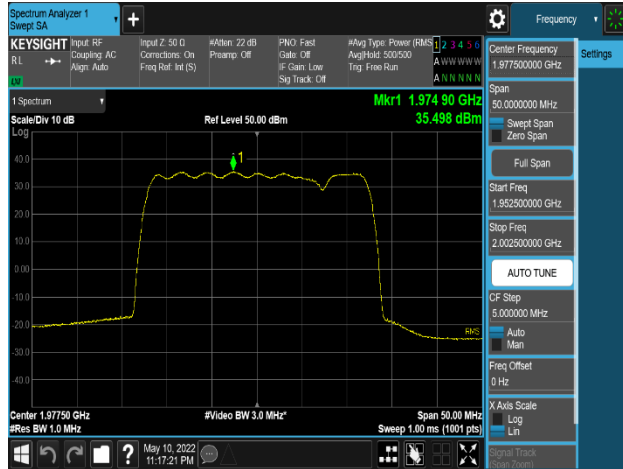 Spectrum Analyzer 1
Swept SA
+
Frequency
KEYSIGHT
RL
Input: RF
Coupling: AC
Align: Auto
Input Z: 50 Ω
Corrections: On
Freq Ref: Int (S)
#Atten: 22 dB
Preamp: Off
PNO: Fast
Gate: Off
IF Gain: Low
Sig Track: Off
#Avg Type: Power (RMS
Avg|Hold: 500/500
Trig: Free Run
1 2 3 4 5 6
A W W W W W
A N N N N N
1 Spectrum
Mkr1 1.974 90 GHz
Scale/Div 10 dB
Ref Level 50.00 dBm
35.498 dBm
Log
40.0
30.0
20.0
10.0
0.00
-10.0
-20.0
-30.0
-40.0
1
RMS
Center 1.97750 GHz
#Video BW 3.0 MHz*
Span 50.00 MHz
#Res BW 1.0 MHz
Sweep 1.00 ms (1001 pts)
?
May 10, 2022
11:17:21 PM
Center Frequency
1.977500000 GHz
Settings
Span
50.0000000 MHz
Swept Span
Zero Span
Full Span
Start Freq
1.952500000 GHz
Stop Freq
2.002500000 GHz
AUTO TUNE
CF Step
5.000000 MHz
Auto
Man
Freq Offset
0 Hz
X Axis Scale
Log
Lin
Signal Track
(Span Zoom)